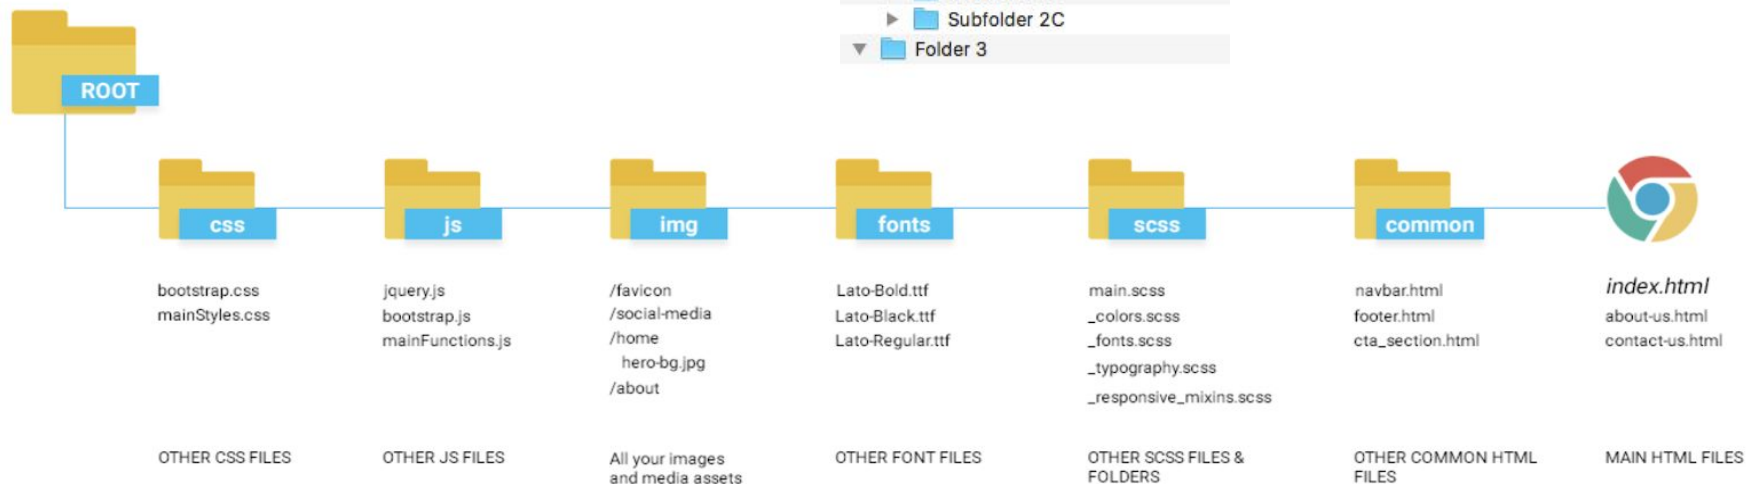 Subfolder 2C
Folder 3
ROOT
css
js
img
fonts
scss
common
bootstrap.css
mainStyles.css
OTHER CSS FILES
jquery.js
bootstrap.js
mainFunctions.js
OTHER JS FILES
/favicon
/social-media
/home
hero-bg.jpg
/about
All your images
and media assets
Lato-Bold.ttf
Lato-Black.ttf
Lato-Regular.ttf
OTHER FONT FILES
main.scss
_colors.scss
_fonts.scss
_typography.scss
_responsive_mixins.scss
OTHER SCSS FILES &
FOLDERS
navbar.html
footer.html
cta_section.html
OTHER COMMON HTML
FILES
index.html
about-us.html
contact-us.html
MAIN HTML FILES